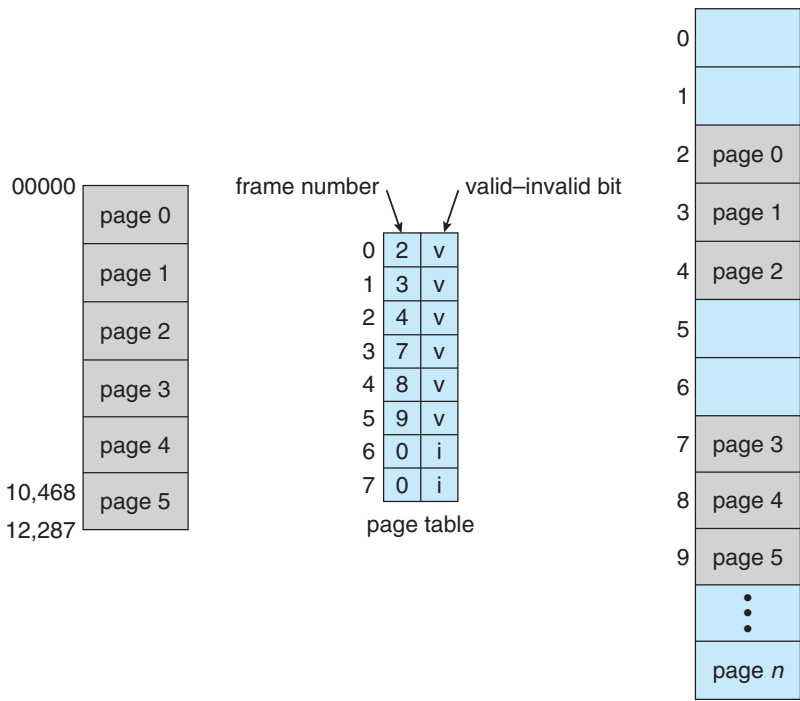 00000
page 0
page 1
page 2
page 3
page 4
10,468
page 5
12,287
frame number
valid–invalid bit
0 2 v
1 3 v
2 4 v
3 7 v
4 8 v
5 9 v
6 0 i
7 0 i
page table
0
1
2 page 0
3 page 1
4 page 2
5
6
7 page 3
8 page 4
9 page 5
page n